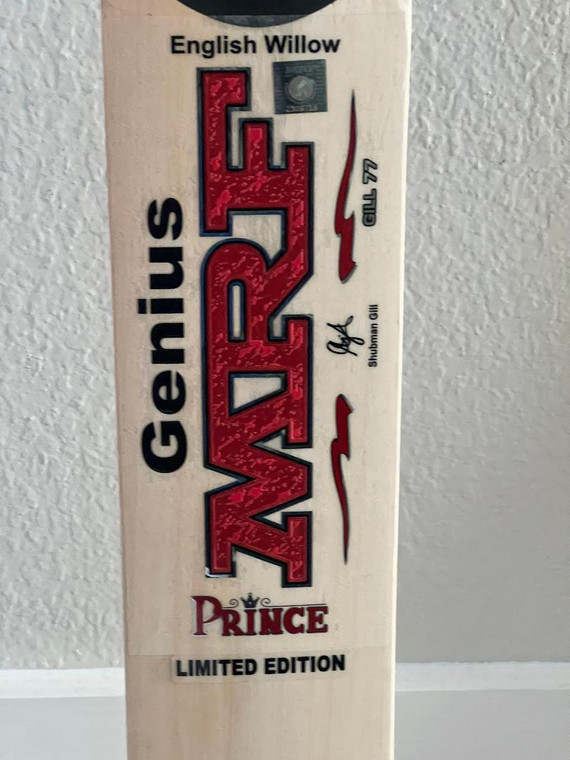 English Willow
Genius
MRF
GILL 77
Shubman Gill
PRINCE
LIMITED EDITION